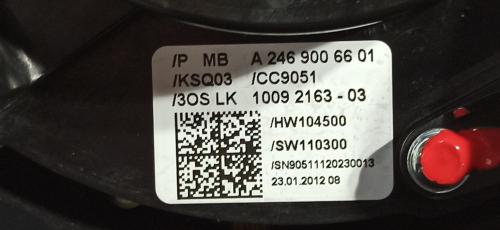 /P MB A 246 900 66 01
/KSQ03 /CC9051
/3OS LK 1009 2163 - 03
/HW104500
/SW110300
/SN90511120230013
23.01.2012 08